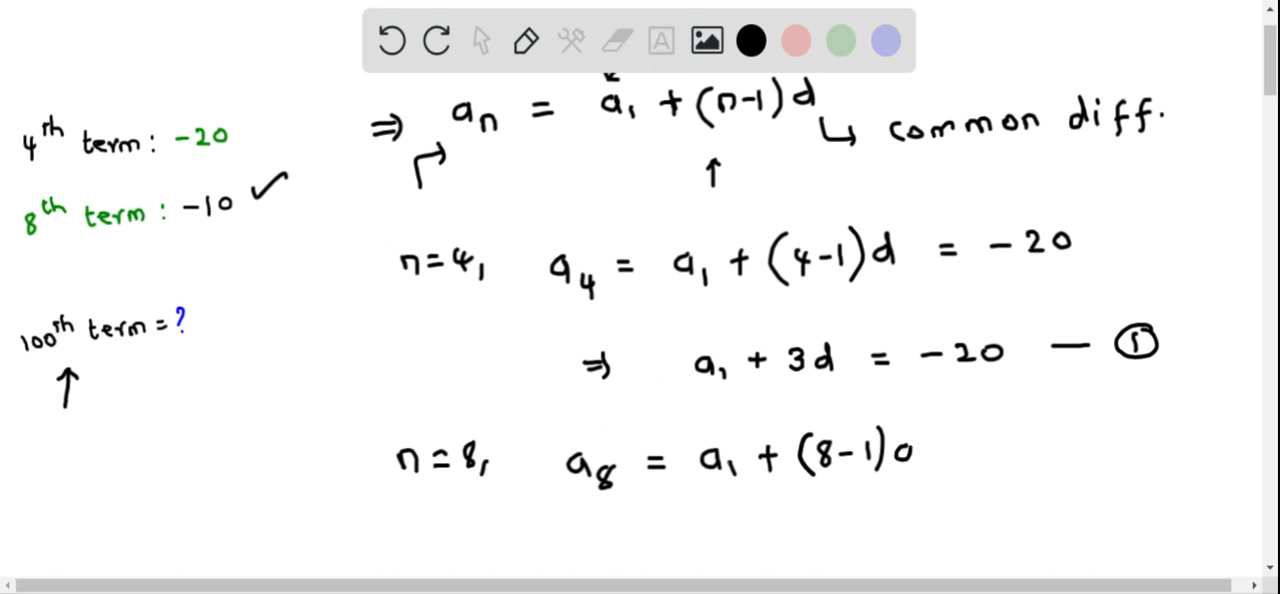 4th term: -20
8th term: -10 ✓
100th term = ?
↑
⇒ an = a1 + (n-1)d
↳ common diff.
↑
n=4, a4 = a1 + (4-1)d = -20
⇒ a1 + 3d = -20 — ①
n=8, a8 = a1 + (8-1)